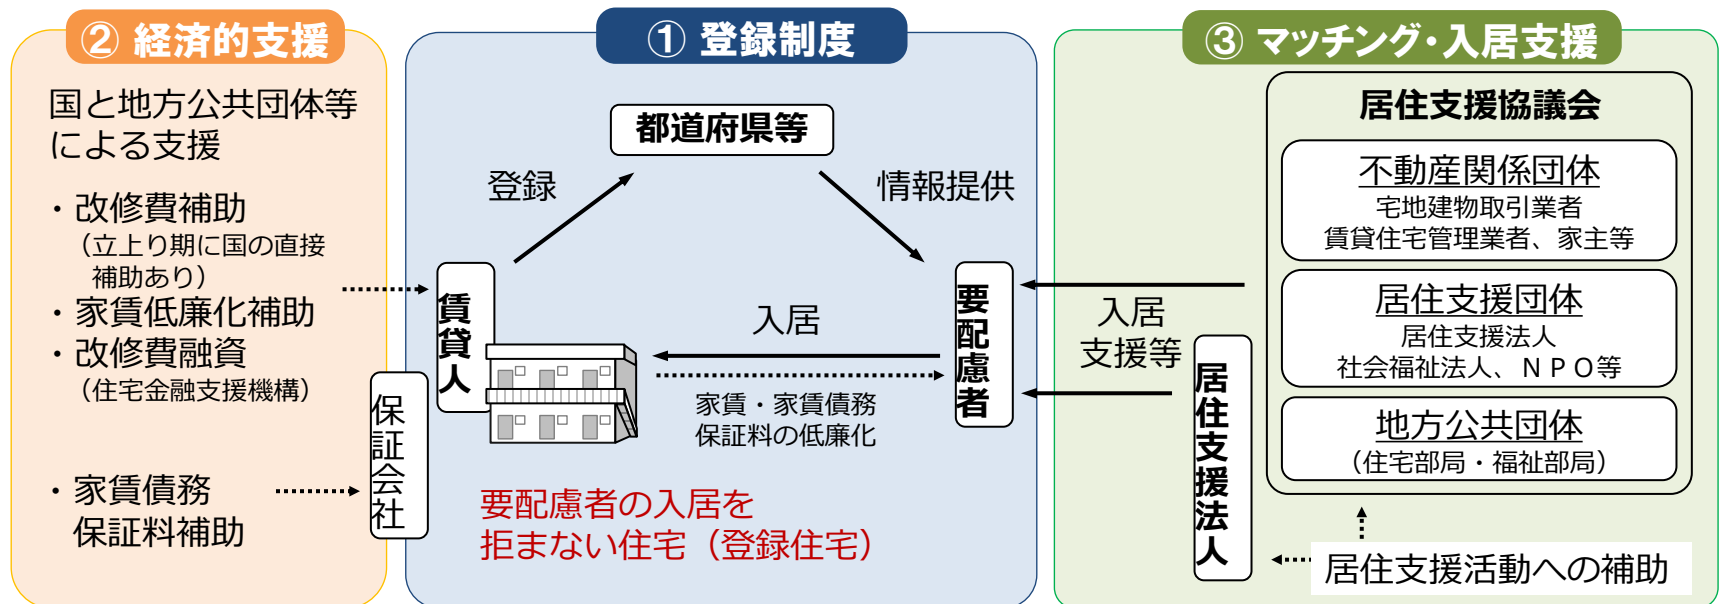 ② 経済的支援
国と地方公共団体等
による支援
・改修費補助
（立上り期に国の直接
補助あり）
・家賃低廉化補助
・改修費融資
（住宅金融支援機構）
・家賃債務
保証料補助
① 登録制度
都道府県等
登録
情報提供
賃貸人
保証会社
入居
家賃・家賃債務
保証料の低廉化
要配慮者
要配慮者の入居を
拒まない住宅（登録住宅）
③ マッチング・入居支援
入居
支援等
居住支援法人
居住支援協議会
不動産関係団体
宅地建物取引業者
賃貸住宅管理業者、家主等
居住支援団体
居住支援法人
社会福祉法人、ＮＰＯ等
地方公共団体
（住宅部局・福祉部局）
居住支援活動への補助